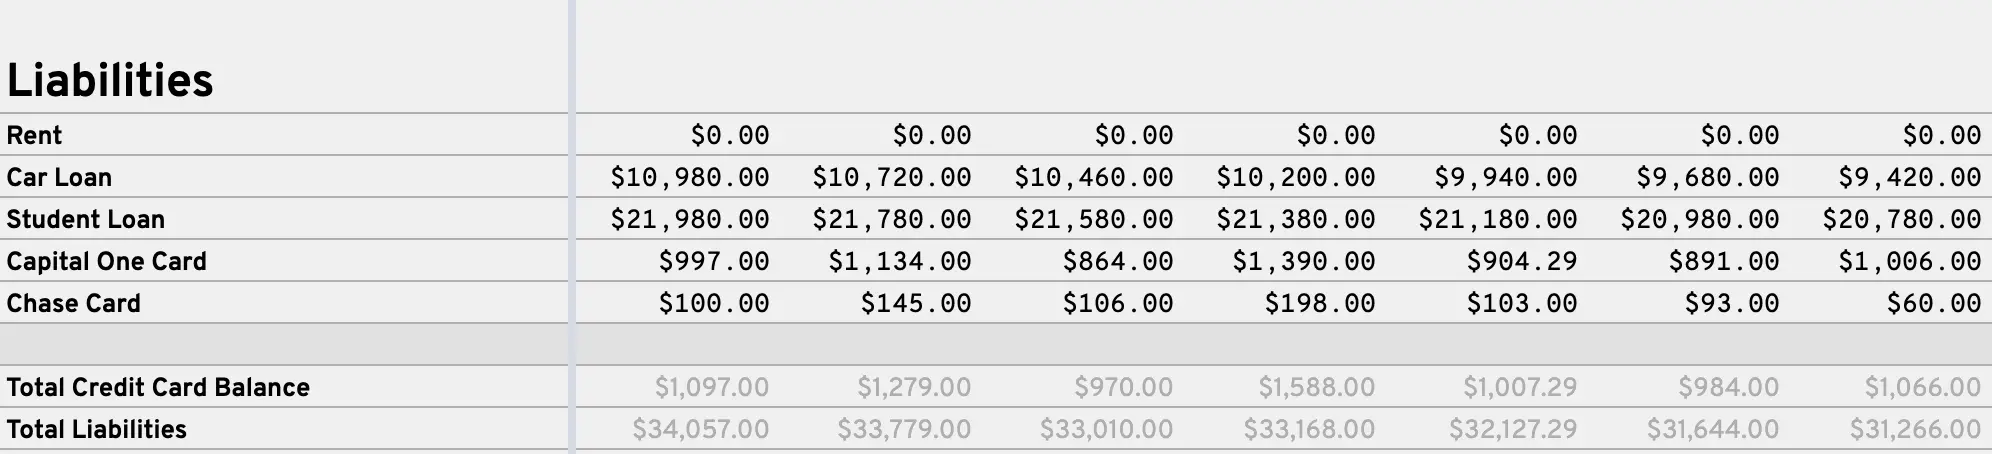 Liabilities
Rent $0.00 $0.00 $0.00 $0.00 $0.00 $0.00 $0.00
Car Loan $10,980.00 $10,720.00 $10,460.00 $10,200.00 $9,940.00 $9,680.00 $9,420.00
Student Loan $21,980.00 $21,780.00 $21,580.00 $21,380.00 $21,180.00 $20,980.00 $20,780.00
Capital One Card $997.00 $1,134.00 $864.00 $1,390.00 $904.29 $891.00 $1,006.00
Chase Card $100.00 $145.00 $106.00 $198.00 $103.00 $93.00 $60.00
Total Credit Card Balance $1,097.00 $1,279.00 $970.00 $1,588.00 $1,007.29 $984.00 $1,066.00
Total Liabilities $34,057.00 $33,779.00 $33,010.00 $33,168.00 $32,127.29 $31,644.00 $31,266.00